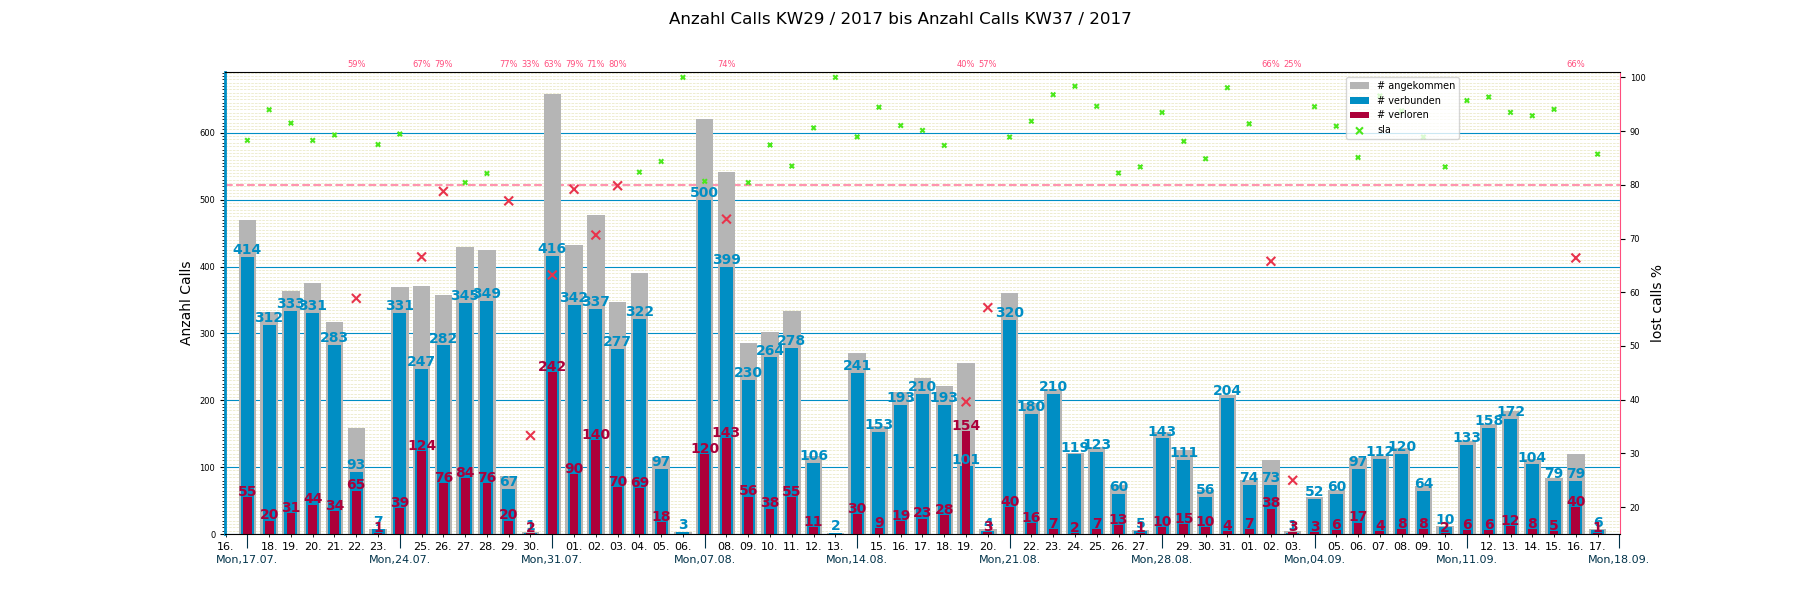 Anzahl Calls KW29 / 2017 bis Anzahl Calls KW37 / 2017
59% 67% 79% 77% 33% 63% 79% 71% 80% 74% 40% 57% 66% 25% 66%
# angekommen
# verbunden
# verloren
sla
Anzahl Calls
600
500
400
300
200
100
0
lost calls %
100
90
80
70
60
50
40
30
20
414 312 333 331 283 93 7 331 247 282 345 349 67 416 342 337 277 322 97 3 500 399 230 264 278 106 2 241 153 193 210 193 101 4 320 180 210 119 123 60 5 143 111 56 204 74 73 52 60 97 112 120 64 10 133 158 172 104 79 79 6
55 20 31 44 34 65 1 39 124 76 84 76 20 2 242 90 140 70 69 18 120 143 56 38 55 11 30 9 19 23 28 154 3 40 16 7 2 7 13 1 10 15 10 4 7 38 3 3 6 17 4 8 8 2 6 6 12 8 5 40 1
16. 18. 19. 20. 21. 22. 23. 25. 26. 27. 28. 29. 30. 01. 02. 03. 04. 05. 06. 08. 09. 10. 11. 12. 13. 15. 16. 17. 18. 19. 20. 22. 23. 24. 25. 26. 27. 29. 30. 31. 01. 02. 03. 05. 06. 07. 08. 09. 10. 12. 13. 14. 15. 16. 17.
Mon,17.07. Mon,24.07. Mon,31.07. Mon,07.08. Mon,14.08. Mon,21.08. Mon,28.08. Mon,04.09. Mon,11.09. Mon,18.09.